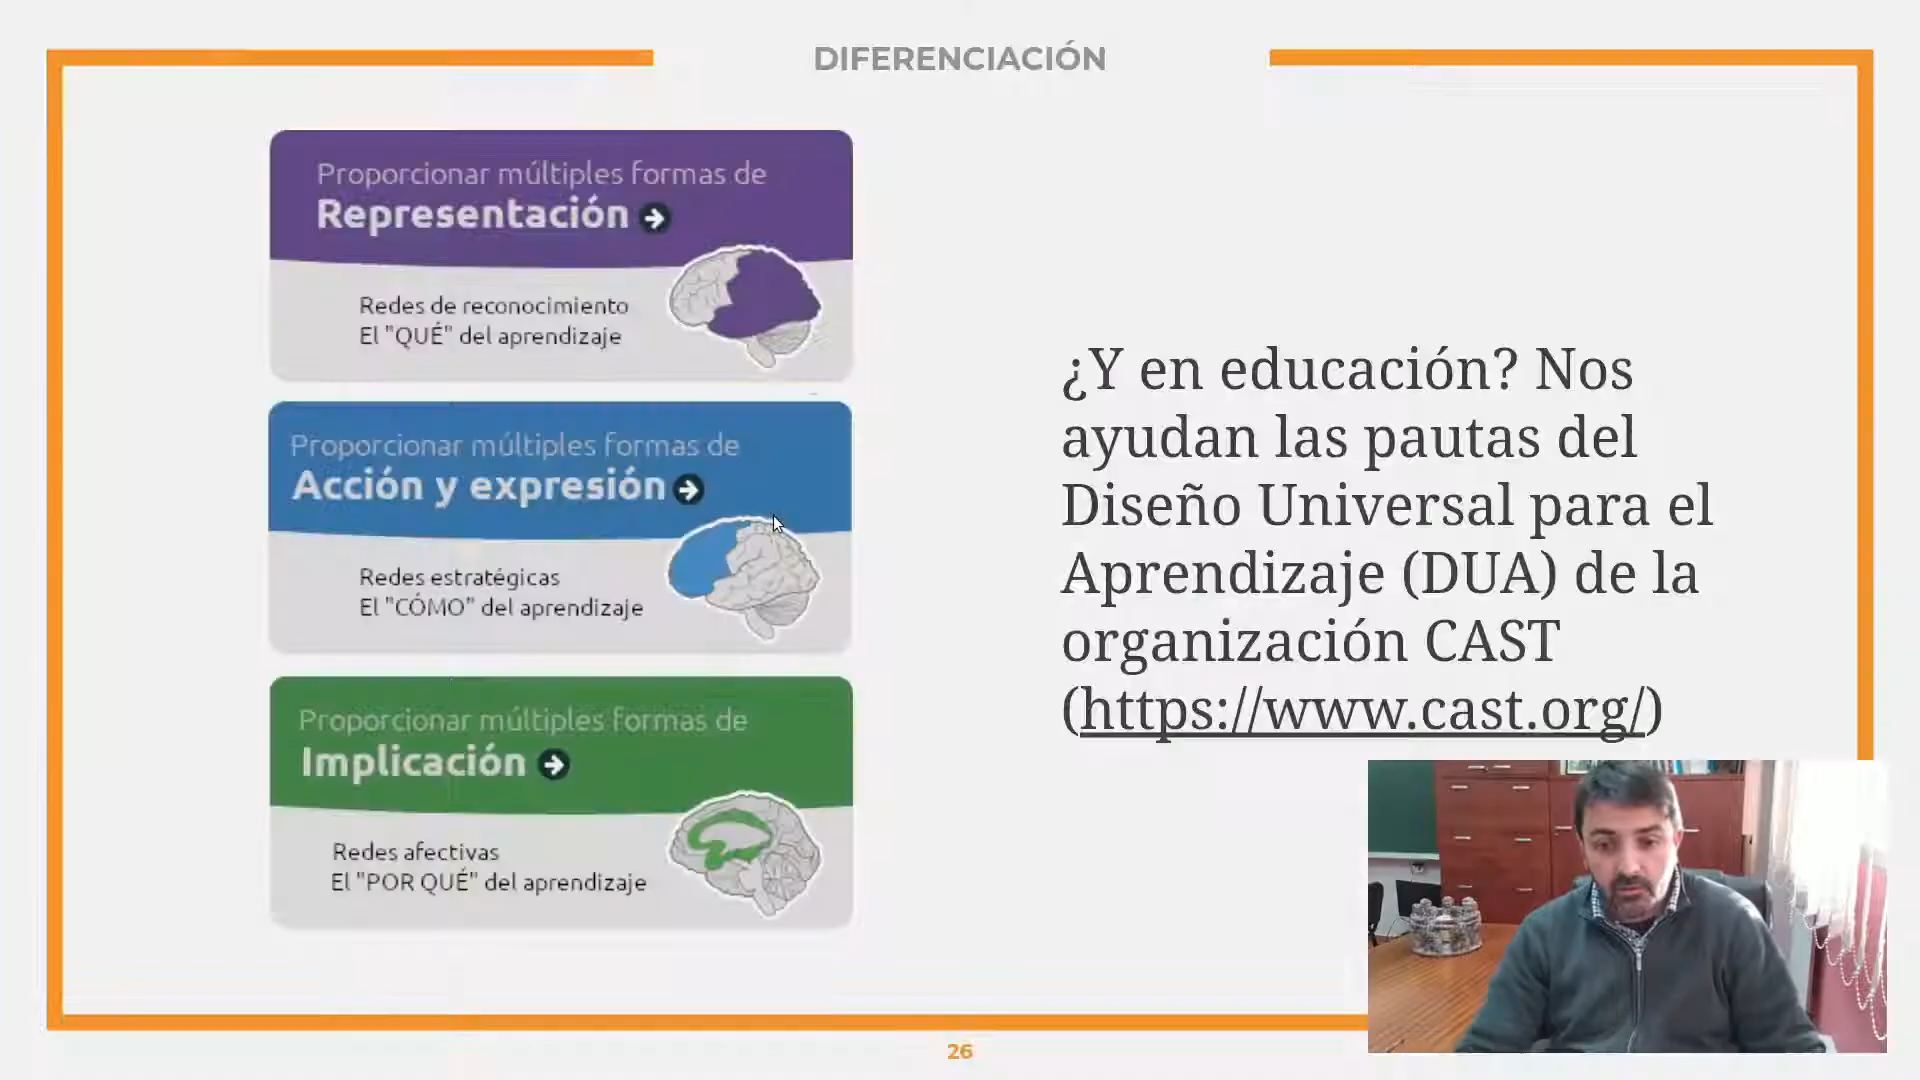 DIFERENCIACIÓN
Proporcionar múltiples formas de
Representación
Redes de reconocimiento
El "QUÉ" del aprendizaje
Proporcionar múltiples formas de
Acción y expresión
Redes estratégicas
El "CÓMO" del aprendizaje
Proporcionar múltiples formas de
Implicación
Redes afectivas
El "POR QUÉ" del aprendizaje
¿Y en educación? Nos
ayudan las pautas del
Diseño Universal para el
Aprendizaje (DUA) de la
organización CAST
(https://www.cast.org/)
26